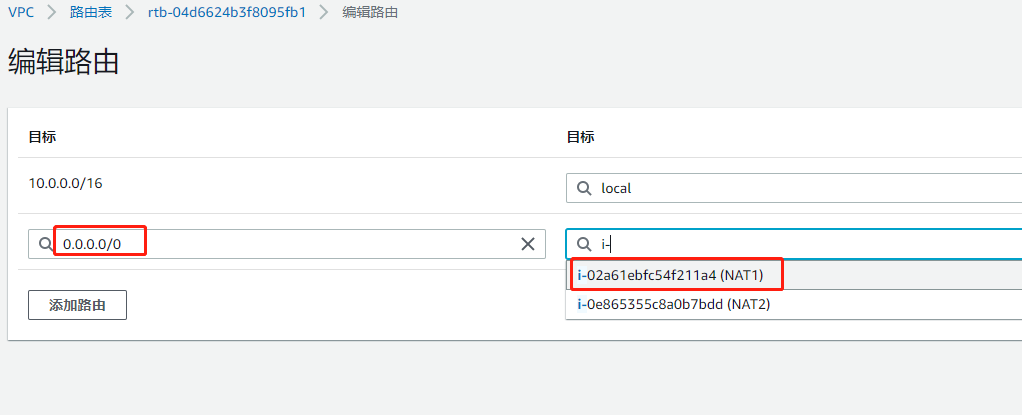 VPC > 路由表 > rtb-04d6624b3f8095fb1 > 编辑路由
编辑路由
目标 目标
10.0.0.0/16 local
0.0.0.0/0 i-
i-02a61ebfc54f211a4 (NAT1)
i-0e865355c8a0b7bdd (NAT2)
添加路由